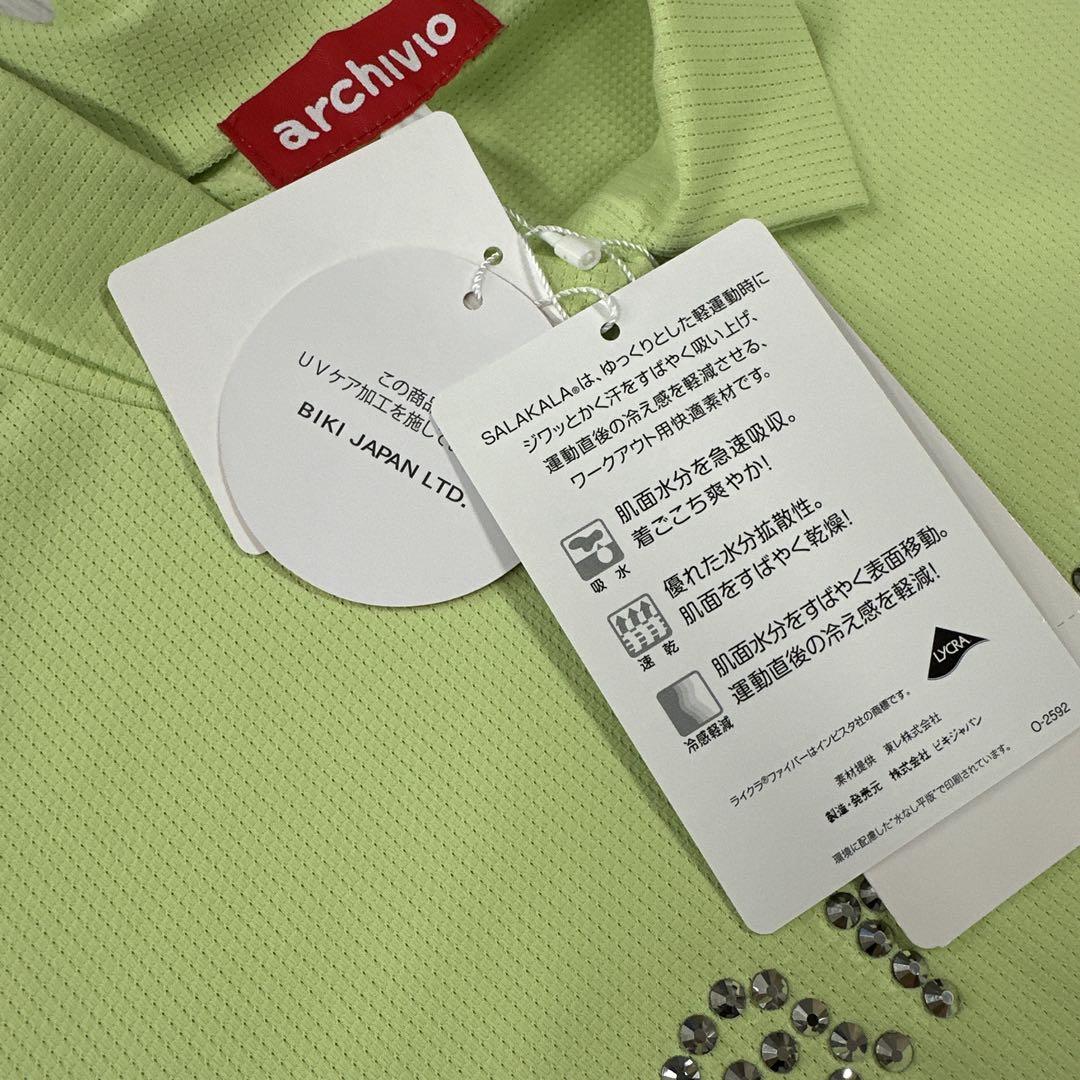 archivio
この商品
UVケア加工を施して
BIKI JAPAN LTD.
SALAKALA®は、ゆっくりとした軽運動時に
ジワッとかく汗をすばやく吸い上げ、
運動直後の冷え感を軽減させる、
ワークアウト用快適素材です。
肌面水分を急速吸収。
着ごこち爽やか!
吸水
優れた水分拡散性。
肌面をすばやく乾燥!
速乾
肌面水分をすばやく表面移動。
運動直後の冷え感を軽減!
冷感軽減
LYCRA
ライクラ®ファイバーはインビスタ社の商標です。
素材提供 東レ株式会社
製造・発売元 株式会社 ビキジャパン
O-2592
環境に配慮した"水なし平版"で印刷されています。